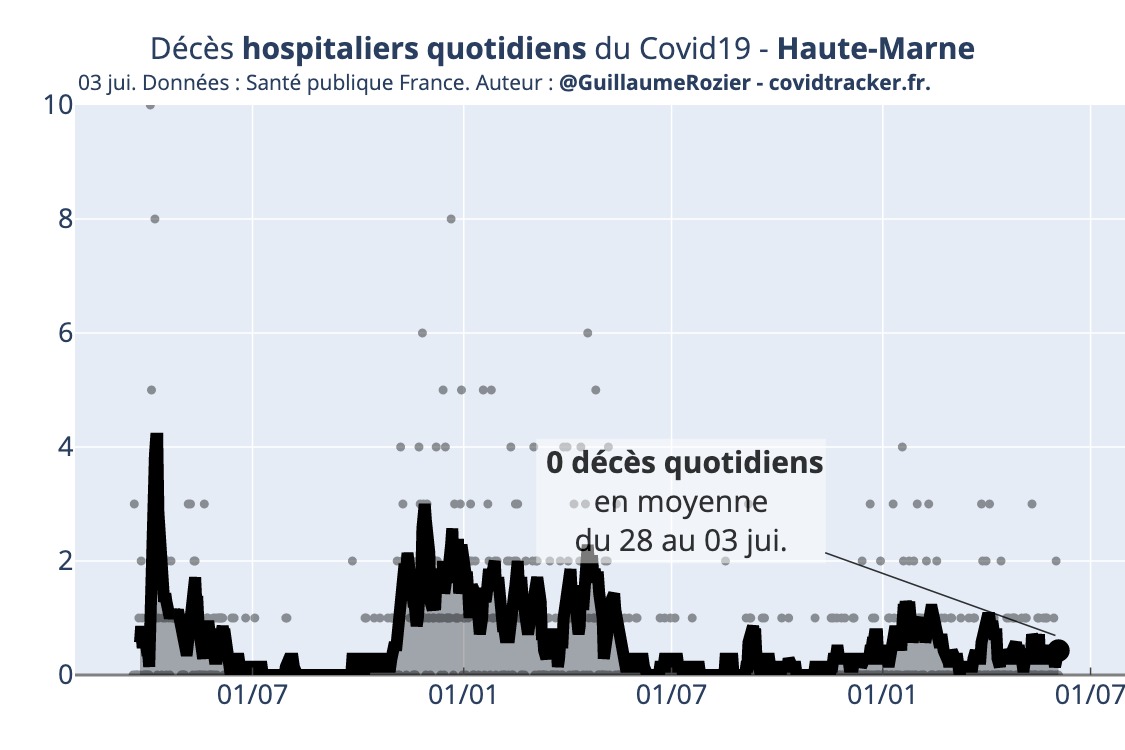 Décès hospitaliers quotidiens du Covid19 - Haute-Marne
03 jui. Données : Santé publique France. Auteur : @GuillaumeRozier - covidtracker.fr.
10
8
6
4
0 décès quotidiens
en moyenne
du 28 au 03 jui.
2
0
01/07 01/01 01/07 01/01 01/07